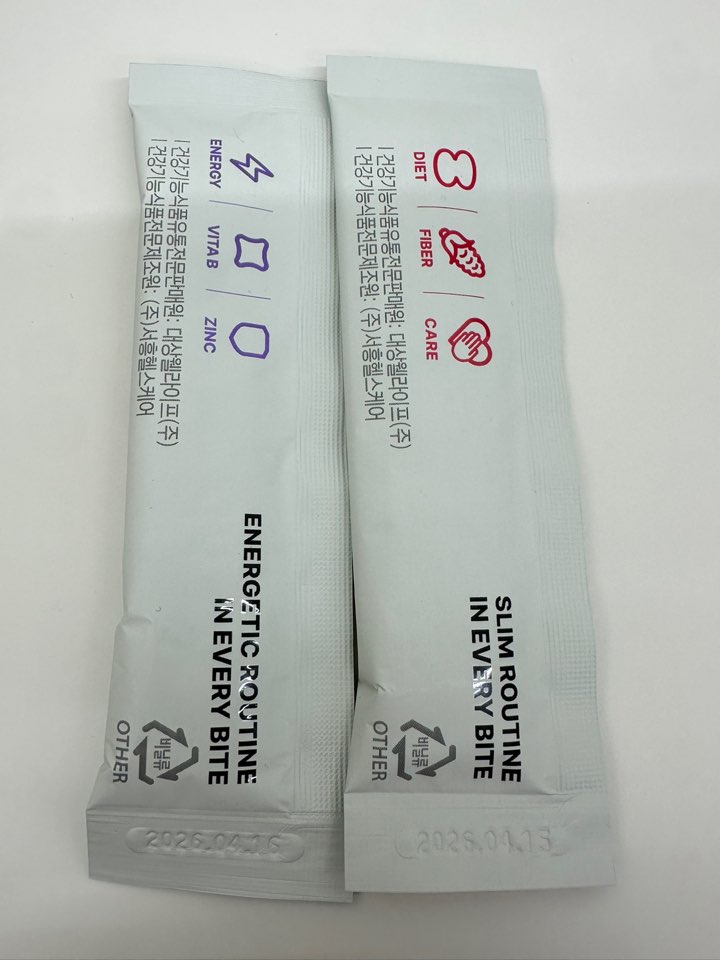 ENERGY
VITA B
ZINC
ㅣ건강기능식품유통전문판매원: 대상웰라이프(주)
ㅣ건강기능식품전문제조원: (주)서흥헬스케어
ENERGETIC ROUTINE
IN EVERY BITE
비닐류
OTHER
2026.04.16
DIET
FIBER
CARE
ㅣ건강기능식품유통전문판매원: 대상웰라이프(주)
ㅣ건강기능식품전문제조원: (주)서흥헬스케어
SLIM ROUTINE
IN EVERY BITE
비닐류
OTHER
2026.04.15